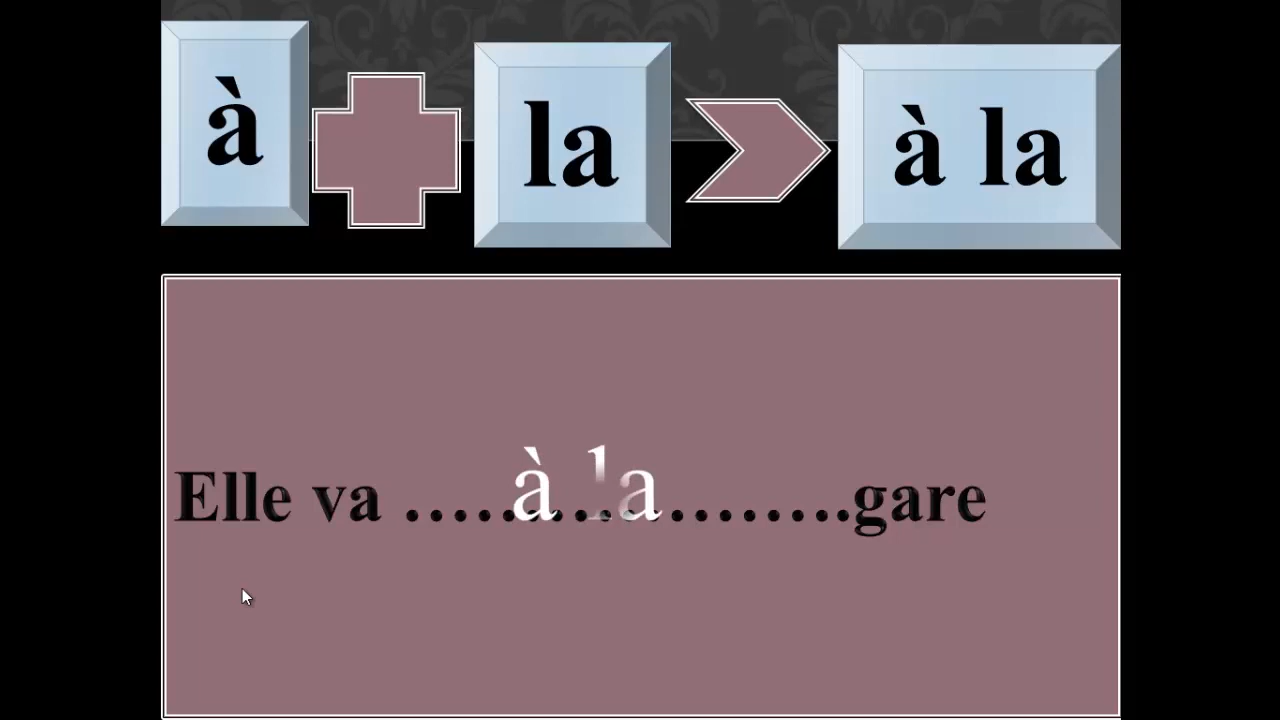 à la à la
Elle va .....à la........gare